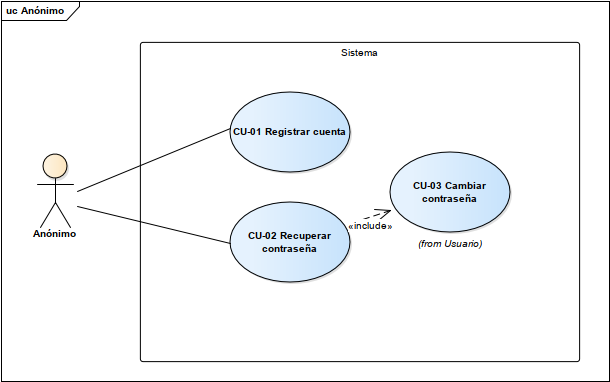 uc Anónimo
Sistema
CU-01 Registrar cuenta
CU-03 Cambiar
contraseña
Anónimo
CU-02 Recuperar
contraseña
«include»
(from Usuario)